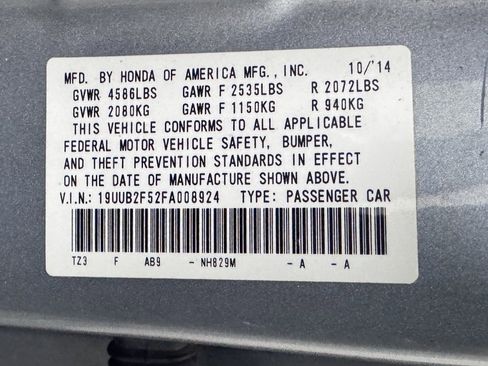 MFD. BY HONDA OF AMERICA MFG., INC. 10/'14
GVWR 4586LBS GAWR F 2535LBS R 2072LBS
GVWR 2080KG GAWR F 1150KG R 940KG
THIS VEHICLE CONFORMS TO ALL APPLICABLE
FEDERAL MOTOR VEHICLE SAFETY, BUMPER,
AND THEFT PREVENTION STANDARDS IN EFFECT
ON THE DATE OF MANUFACTURE SHOWN ABOVE.
V.I.N.: 19UUB2F52FA008924 TYPE: PASSENGER CAR
TZ3 F AB9 - NH829M - A - A